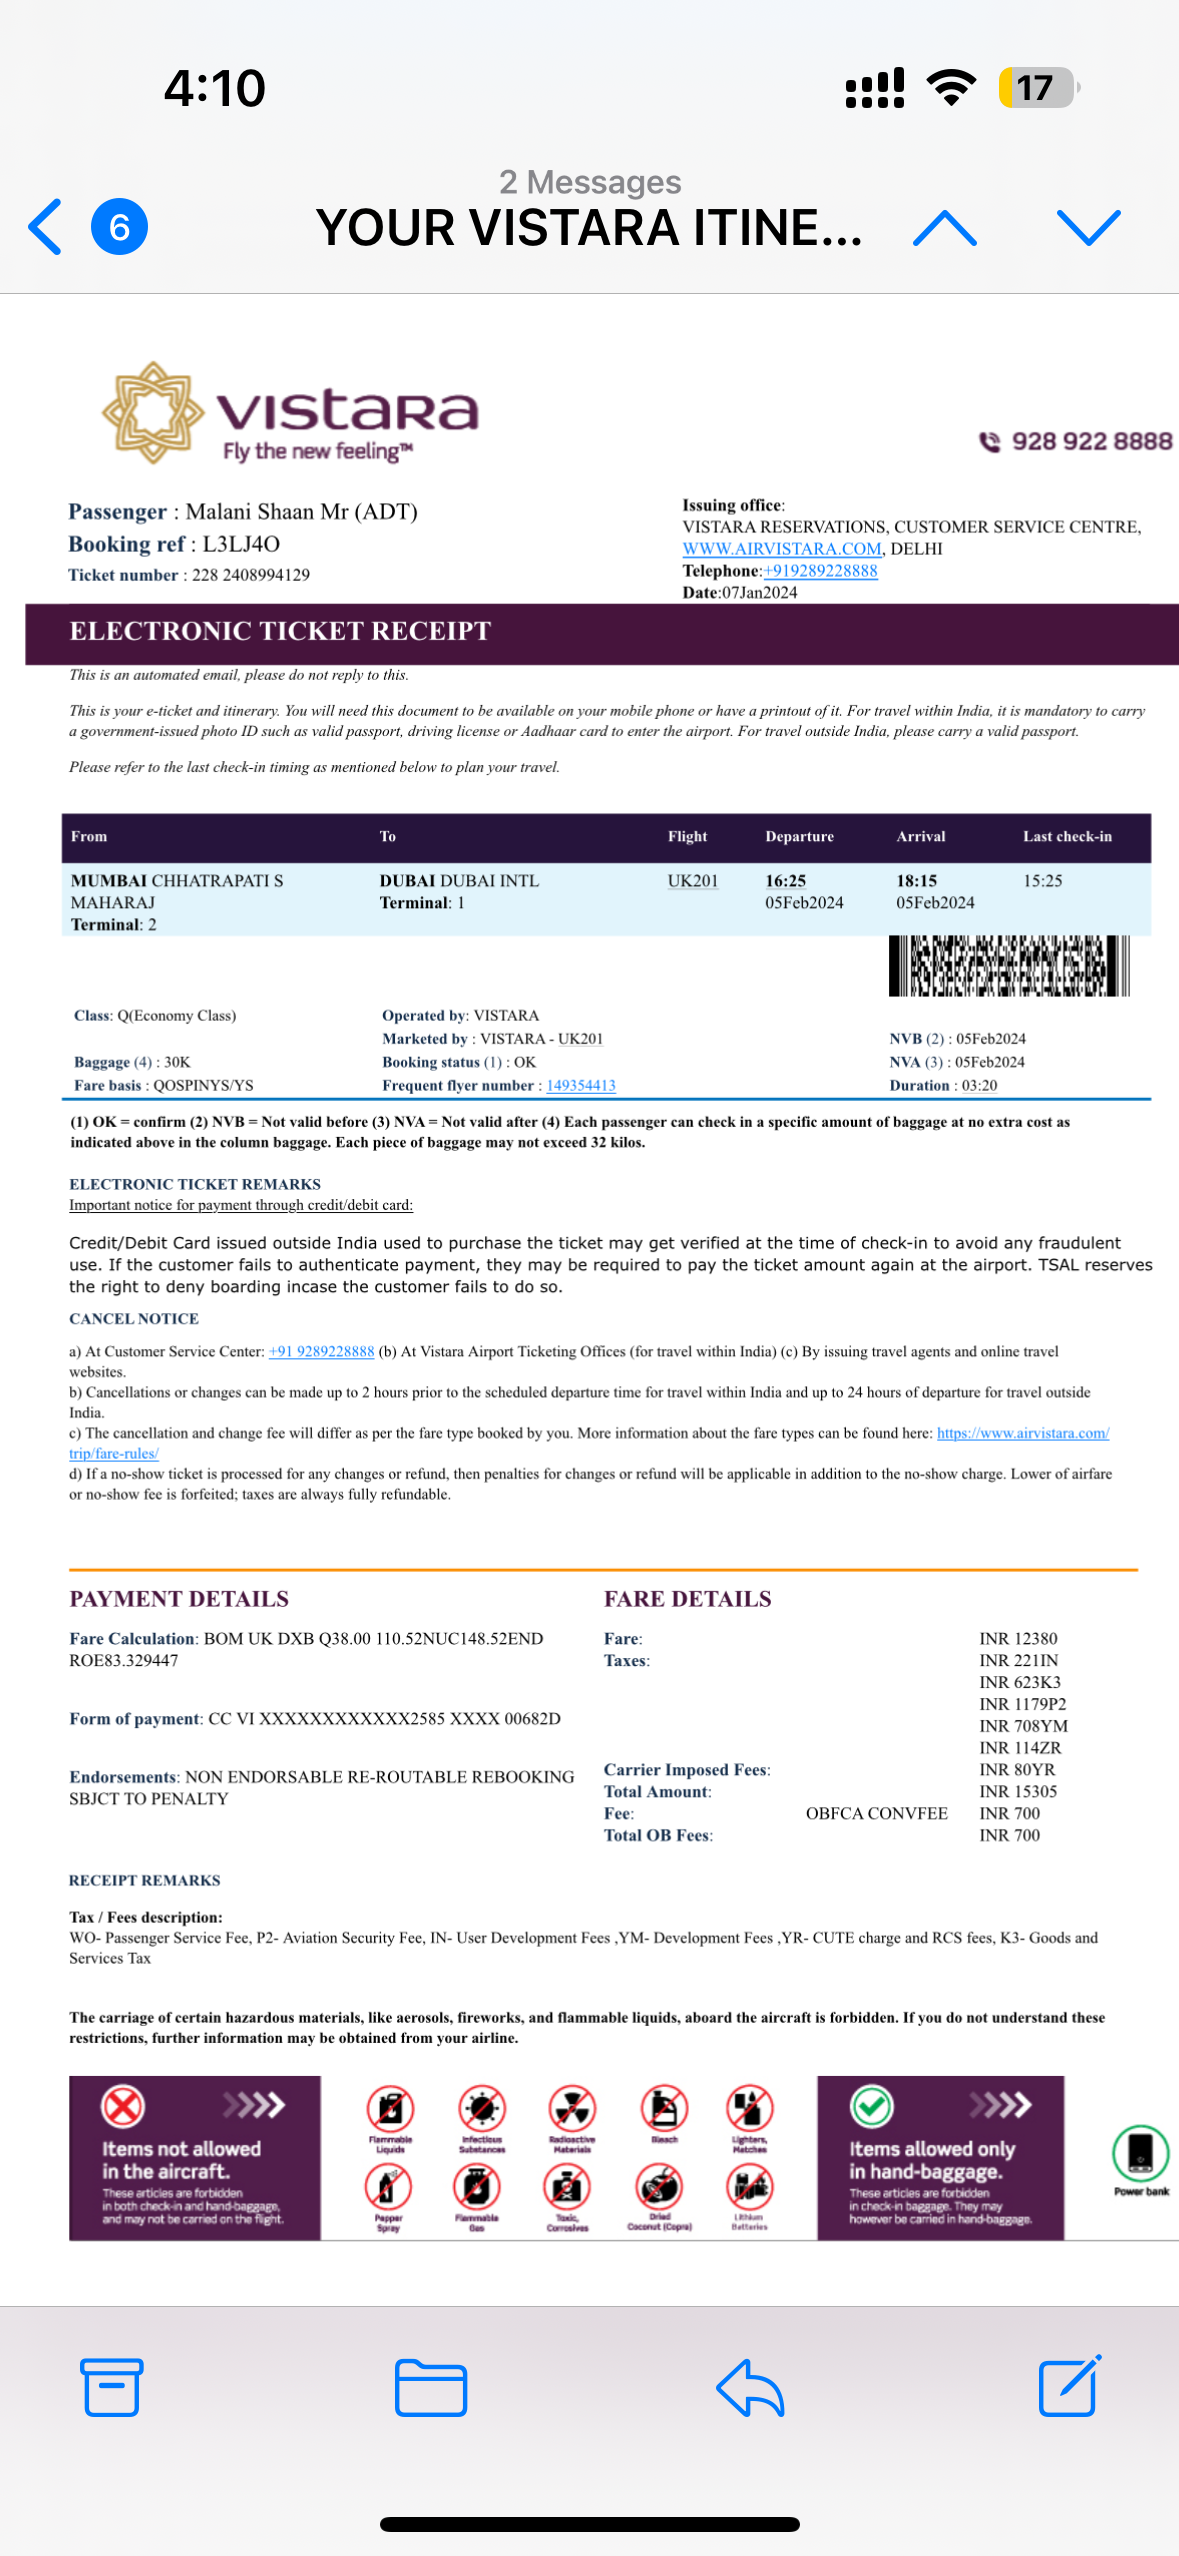 4:10
17
2 Messages
6
YOUR VISTARA ITINE...
vistaRa
Fly the new feeling™
928 922 8888
Passenger : Malani Shaan Mr (ADT)
Booking ref : L3LJ4O
Ticket number : 228 2408994129
Issuing office:
VISTARA RESERVATIONS, CUSTOMER SERVICE CENTRE,
WWW.AIRVISTARA.COM, DELHI
Telephone:+919289228888
Date:07Jan2024
ELECTRONIC TICKET RECEIPT
This is an automated email, please do not reply to this.
This is your e-ticket and itinerary. You will need this document to be available on your mobile phone or have a printout of it. For travel within India, it is mandatory to carry
a government-issued photo ID such as valid passport, driving license or Aadhaar card to enter the airport. For travel outside India, please carry a valid passport.
Please refer to the last check-in timing as mentioned below to plan your travel.
From To Flight Departure Arrival Last check-in
MUMBAI CHHATRAPATI S DUBAI DUBAI INTL UK201 16:25 18:15 15:25
MAHARAJ Terminal: 1 05Feb2024 05Feb2024
Terminal: 2
Class: Q(Economy Class) Operated by: VISTARA
Marketed by : VISTARA - UK201 NVB (2) : 05Feb2024
Baggage (4) : 30K Booking status (1) : OK NVA (3) : 05Feb2024
Fare basis : QOSPINYS/YS Frequent flyer number : 149354413 Duration : 03:20
(1) OK = confirm (2) NVB = Not valid before (3) NVA = Not valid after (4) Each passenger can check in a specific amount of baggage at no extra cost as
indicated above in the column baggage. Each piece of baggage may not exceed 32 kilos.
ELECTRONIC TICKET REMARKS
Important notice for payment through credit/debit card:
Credit/Debit Card issued outside India used to purchase the ticket may get verified at the time of check-in to avoid any fraudulent
use. If the customer fails to authenticate payment, they may be required to pay the ticket amount again at the airport. TSAL reserves
the right to deny boarding incase the customer fails to do so.
CANCEL NOTICE
a) At Customer Service Center: +91 9289228888 (b) At Vistara Airport Ticketing Offices (for travel within India) (c) By issuing travel agents and online travel
websites.
b) Cancellations or changes can be made up to 2 hours prior to the scheduled departure time for travel within India and up to 24 hours of departure for travel outside
India.
c) The cancellation and change fee will differ as per the fare type booked by you. More information about the fare types can be found here: https://www.airvistara.com/
trip/fare-rules/
d) If a no-show ticket is processed for any changes or refund, then penalties for changes or refund will be applicable in addition to the no-show charge. Lower of airfare
or no-show fee is forfeited; taxes are always fully refundable.
PAYMENT DETAILS
Fare Calculation: BOM UK DXB Q38.00 110.52NUC148.52END
ROE83.329447
Form of payment: CC VI XXXXXXXXXXXX2585 XXXX 00682D
Endorsements: NON ENDORSABLE RE-ROUTABLE REBOOKING
SBJCT TO PENALTY
FARE DETAILS
Fare: INR 12380
Taxes: INR 221IN
INR 623K3
INR 1179P2
INR 708YM
INR 114ZR
Carrier Imposed Fees: INR 80YR
Total Amount: INR 15305
Fee: OBFCA CONVFEE INR 700
Total OB Fees: INR 700
RECEIPT REMARKS
Tax / Fees description:
WO- Passenger Service Fee, P2- Aviation Security Fee, IN- User Development Fees ,YM- Development Fees ,YR- CUTE charge and RCS fees, K3- Goods and
Services Tax
The carriage of certain hazardous materials, like aerosols, fireworks, and flammable liquids, aboard the aircraft is forbidden. If you do not understand these
restrictions, further information may be obtained from your airline.
Items not allowed
in the aircraft.
These articles are forbidden
in both check-in and hand-baggage,
and may not be carried on the flight.
Flammable
Liquids
Infectious
Substances
Radioactive
Materials
Bleach
Lighters,
Matches
Pepper
Spray
Flammable
Gas
Toxic,
Corrosives
Dried
Coconut (Copra)
Lithium
Batteries
Items allowed only
in hand-baggage.
These articles are forbidden
in check-in baggage. They may
however be carried in hand-baggage.
Power bank